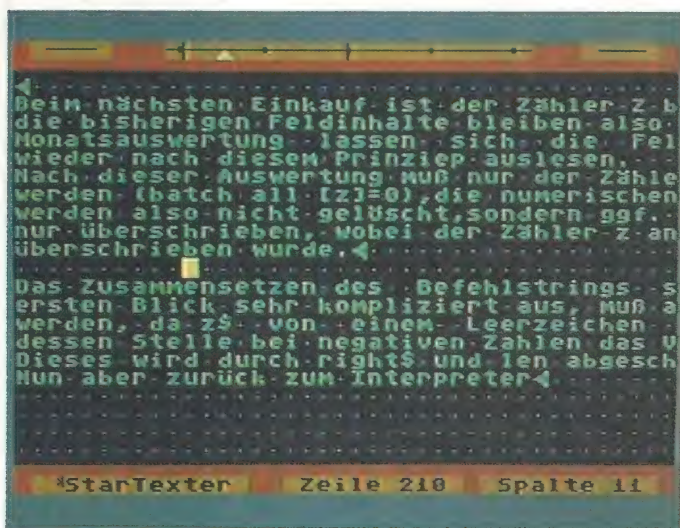 Beim nächsten Einkauf ist der Zähler z b
die bisherigen Feldinhalte bleiben also
Monatsauswertung lassen sich die Fel
wieder nach diesem Prinziep auslesen.
Nach dieser Auswertung muß nur der Zähle
werden (batch all [z]=0),die numerischen
werden also nicht gelöscht,sondern ggf.
nur überschrieben, wobei der Zähler z an
überschrieben wurde.
Das Zusammensetzen des Befehlstrings s
ersten Blick sehr kompliziert aus, muß a
werden, da z$ von einem Leerzeichen
dessen Stelle bei negativen Zahlen das V
Dieses wird durch right$ und len abgesch
Nun aber zurück zum Interpreter
*StarTexter Zeile 210 Spalte 11